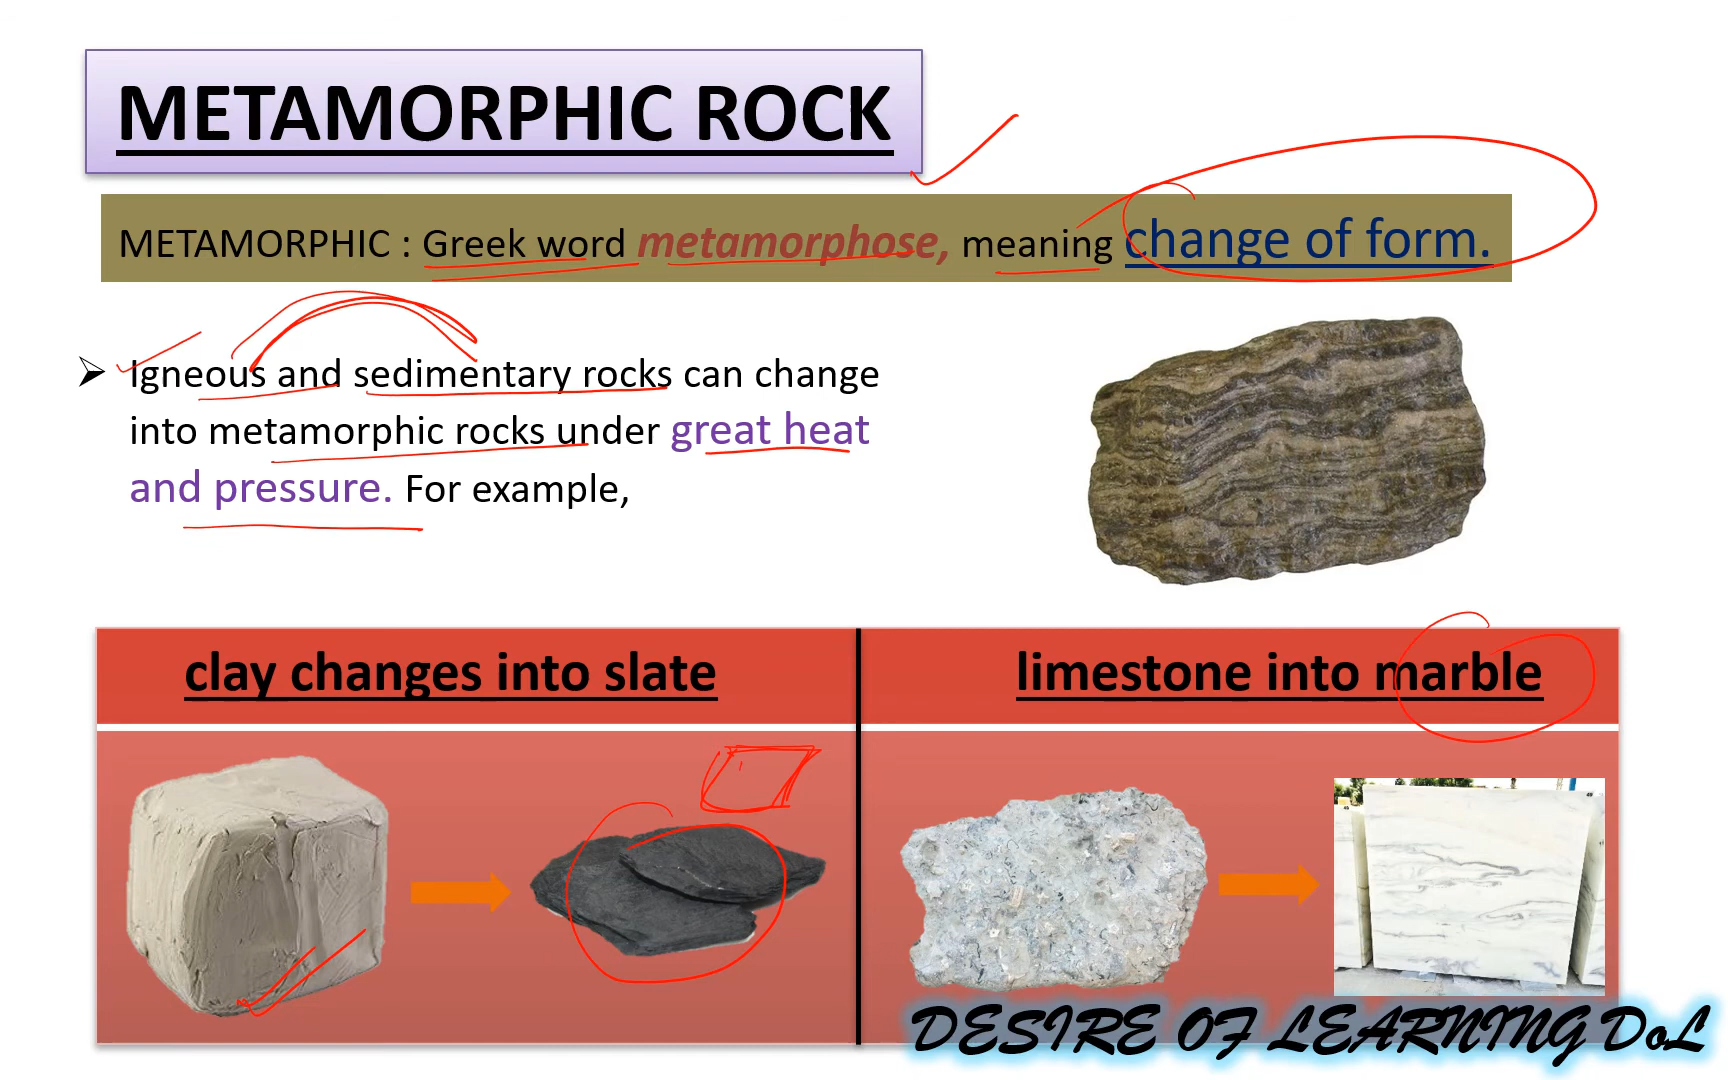 METAMORPHIC ROCK
METAMORPHIC : Greek word metamorphose, meaning change of form.
➢ Igneous and sedimentary rocks can change
into metamorphic rocks under great heat
and pressure. For example,
clay changes into slate
limestone into marble
DESIRE OF LEARNING DoL